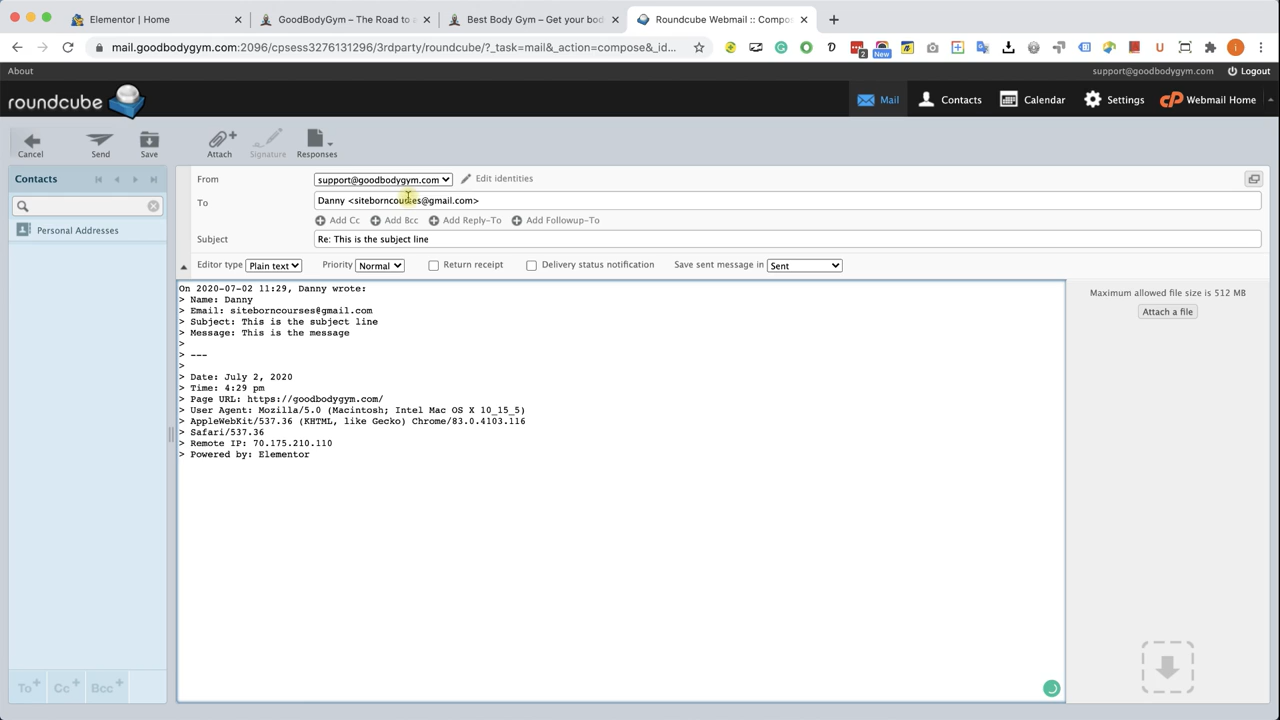 Elementor | Home
GoodBodyGym – The Road to a
Best Body Gym – Get your bod
Roundcube Webmail :: Compo
mail.goodbodygym.com:2096/cpsess3276131296/3rdparty/roundcube/?_task=mail&_action=compose&_id…
2
New
i
About
support@goodbodygym.com
Logout
roundcube
Mail
Contacts
Calendar
Settings
cP Webmail Home
Cancel
Send
Save
Attach
Signature
Responses
Contacts
Personal Addresses
From
support@goodbodygym.com
Edit identities
To
Danny <siteborncourses@gmail.com>
Add Cc
Add Bcc
Add Reply-To
Add Followup-To
Subject
Re: This is the subject line
Editor type
Plain text
Priority
Normal
Return receipt
Delivery status notification
Save sent message in
Sent
On 2020-07-02 11:29, Danny wrote:
> Name: Danny
> Email: siteborncourses@gmail.com
> Subject: This is the subject line
> Message: This is the message
>
> ---
>
> Date: July 2, 2020
> Time: 4:29 pm
> Page URL: https://goodbodygym.com/
> User Agent: Mozilla/5.0 (Macintosh; Intel Mac OS X 10_15_5)
> AppleWebKit/537.36 (KHTML, like Gecko) Chrome/83.0.4103.116
> Safari/537.36
> Remote IP: 70.175.210.110
> Powered by: Elementor
Maximum allowed file size is 512 MB
Attach a file
To+
Cc+
Bcc+